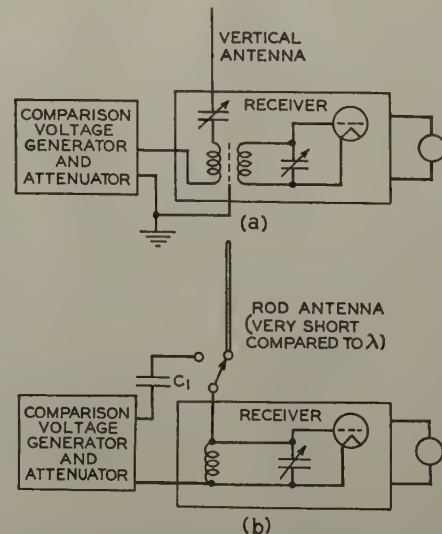 VERTICAL
ANTENNA
COMPARISON
VOLTAGE
GENERATOR
AND
ATTENUATOR
RECEIVER
(a)
ROD ANTENNA
(VERY SHORT
COMPARED TO λ)
C1
COMPARISON
VOLTAGE
GENERATOR
AND
ATTENUATOR
RECEIVER
(b)